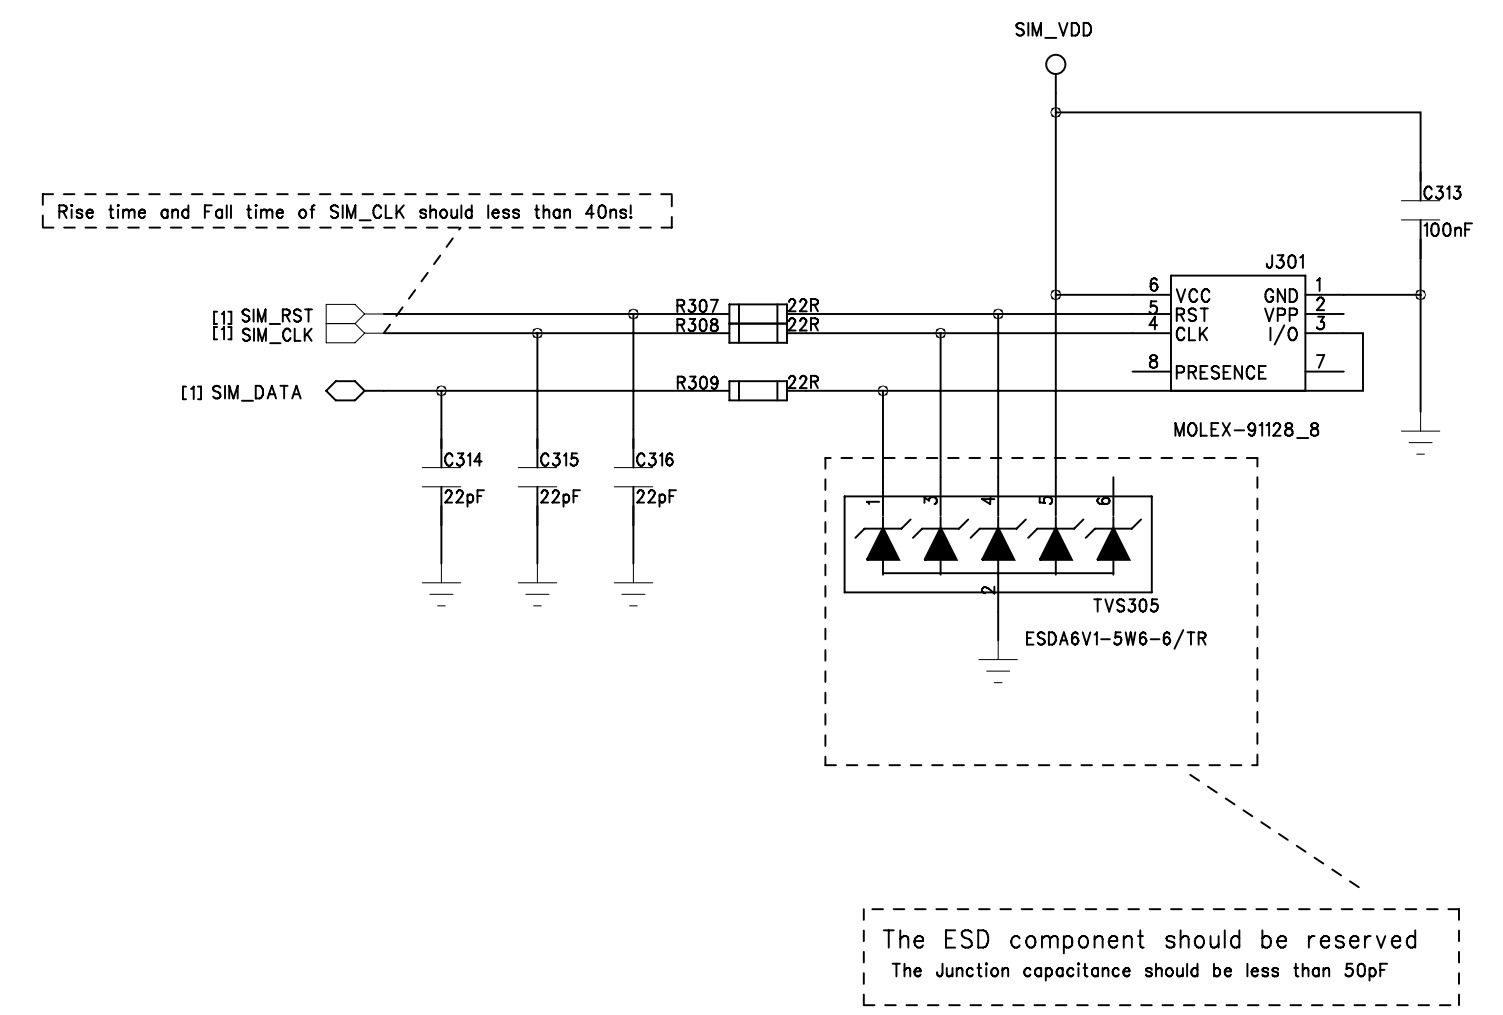 SIM_VDD
C313
100nF
Rise time and Fall time of SIM_CLK should less than 40ns!
J301
6 VCC GND 1
5 RST VPP 2
4 CLK I/O 3
8 PRESENCE 7
MOLEX-91128_8
[1] SIM_RST R307 22R
[1] SIM_CLK R308 22R
[1] SIM_DATA R309 22R
C314 C315 C316
22pF 22pF 22pF
1 3 4 5 6
2
TVS305
ESDA6V1-5W6-6/TR
The ESD component should be reserved
The Junction capacitance should be less than 50pF